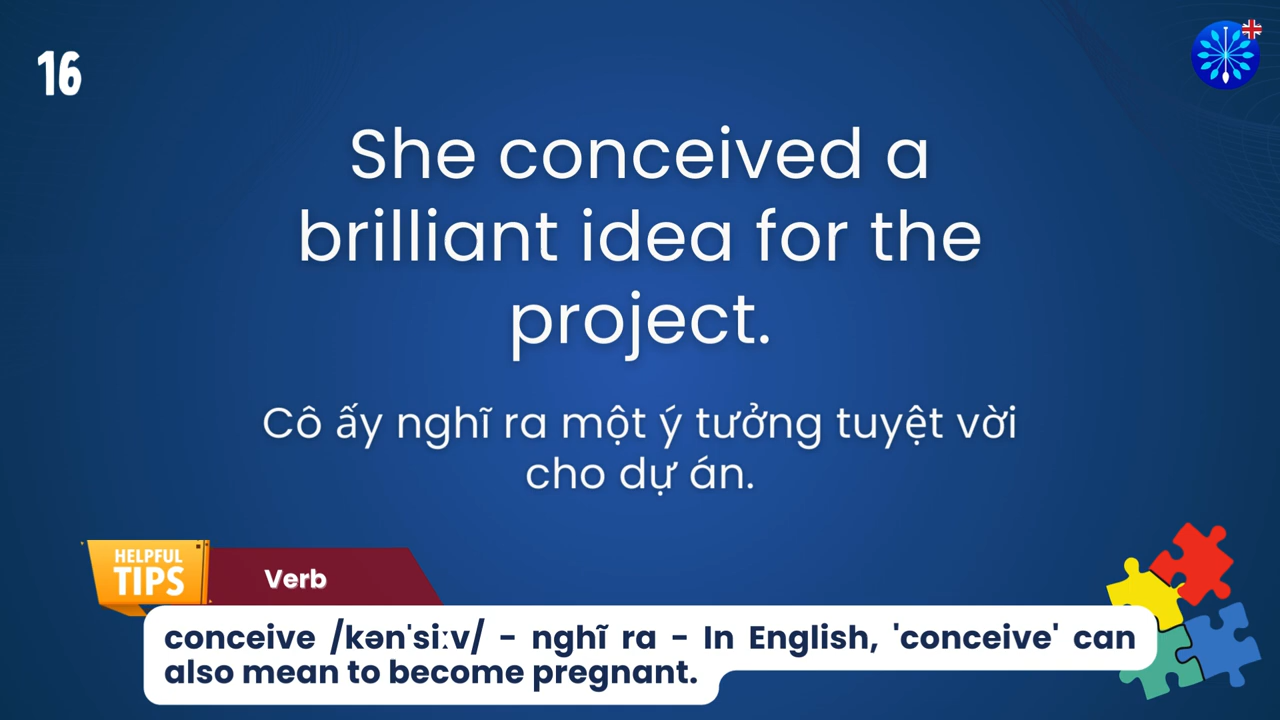 16
She conceived a
brilliant idea for the
project.
Cô ấy nghĩ ra một ý tưởng tuyệt vời
cho dự án.
HELPFUL
TIPS
Verb
conceive /kənˈsiːv/ - nghĩ ra - In English, 'conceive' can
also mean to become pregnant.